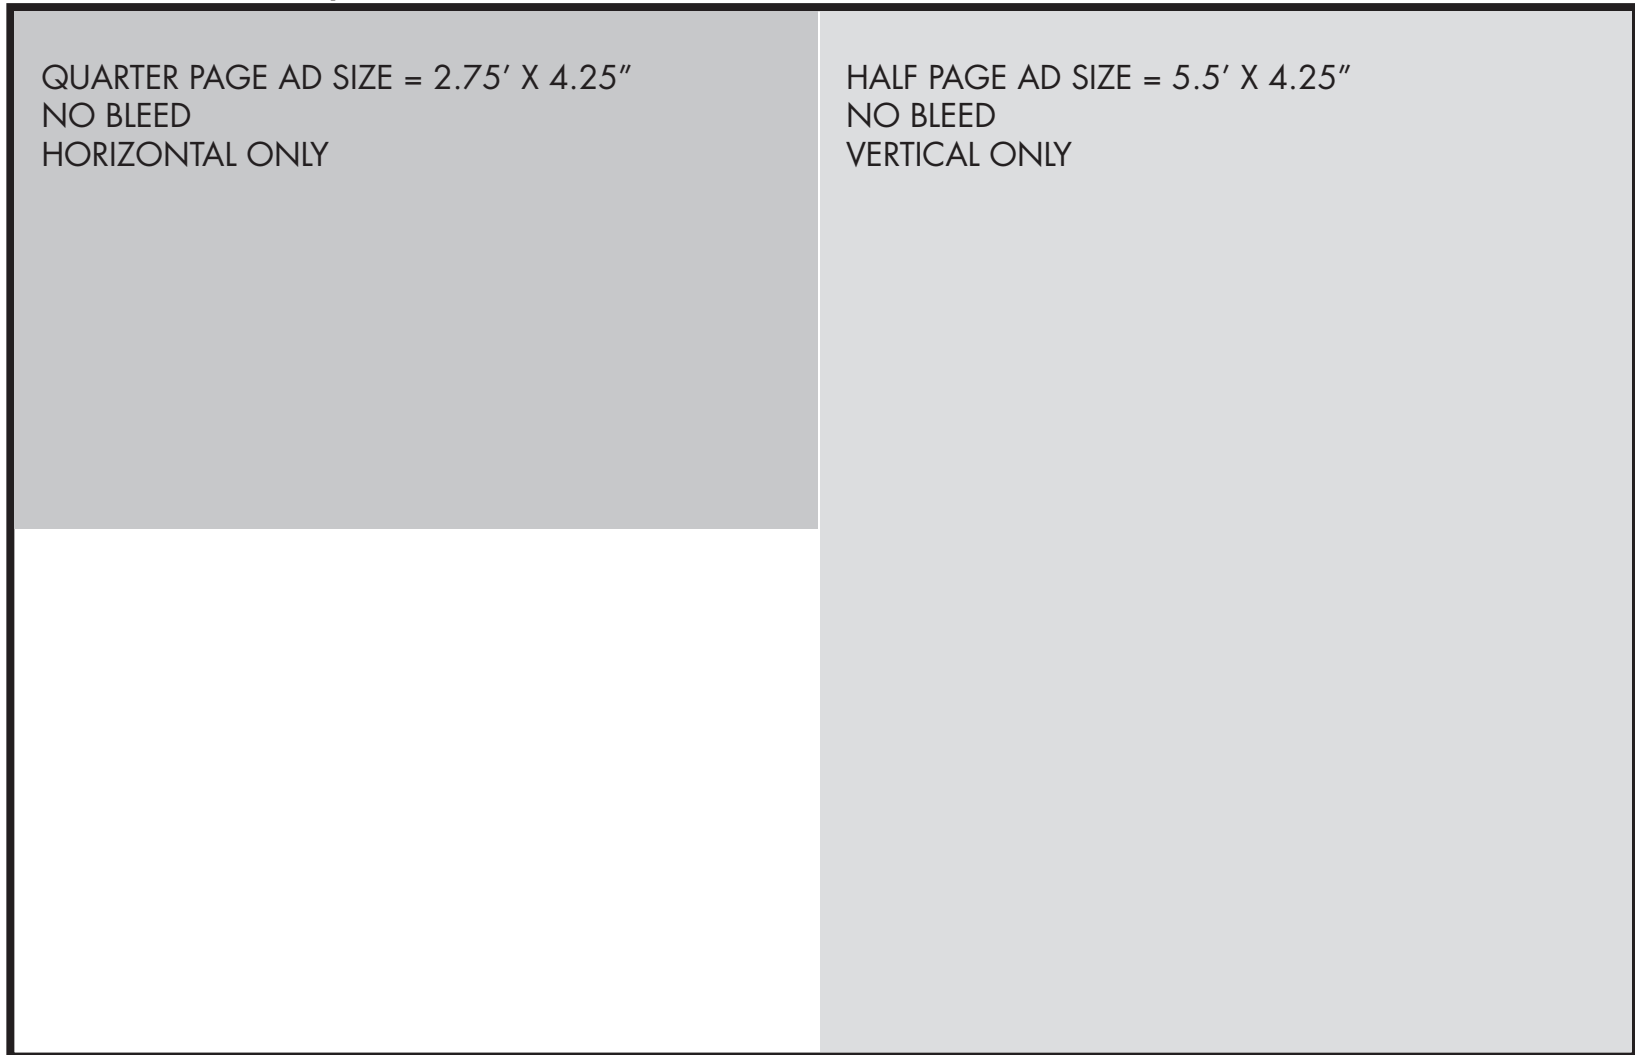 QUARTER PAGE AD SIZE = 2.75′ X 4.25″
NO BLEED
HORIZONTAL ONLY
HALF PAGE AD SIZE = 5.5′ X 4.25″
NO BLEED
VERTICAL ONLY